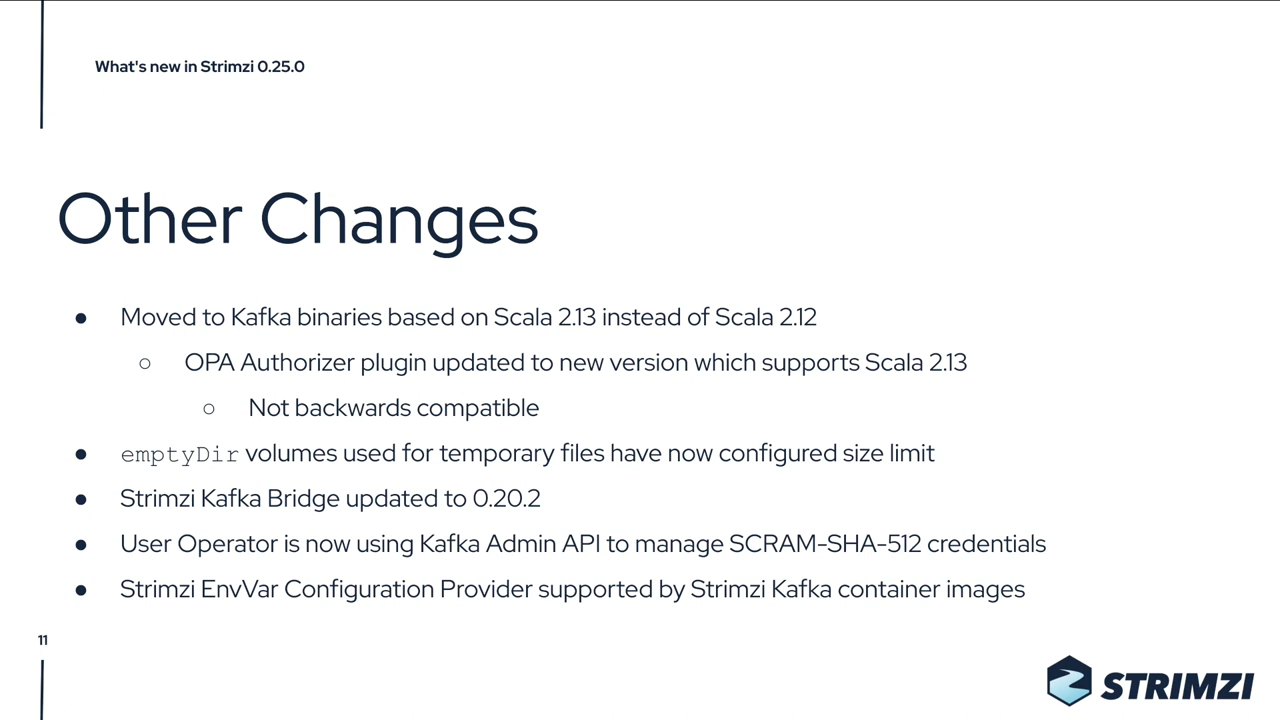 What's new in Strimzi 0.25.0
Other Changes
● Moved to Kafka binaries based on Scala 2.13 instead of Scala 2.12
○ OPA Authorizer plugin updated to new version which supports Scala 2.13
○ Not backwards compatible
● emptyDir volumes used for temporary files have now configured size limit
● Strimzi Kafka Bridge updated to 0.20.2
● User Operator is now using Kafka Admin API to manage SCRAM-SHA-512 credentials
● Strimzi EnvVar Configuration Provider supported by Strimzi Kafka container images
11
STRIMZI